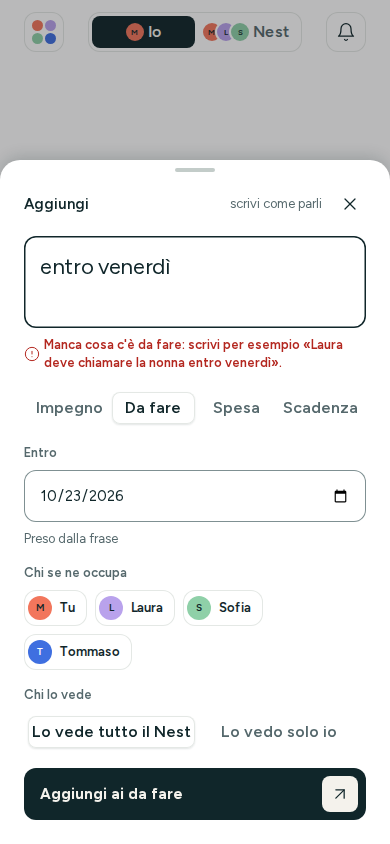 M Io
M L S Nest
Aggiungi
scrivi come parli
entro venerdì
Manca cosa c'è da fare: scrivi per esempio «Laura
deve chiamare la nonna entro venerdì».
Impegno Da fare Spesa Scadenza
Entro
10/23/2026
Preso dalla frase
Chi se ne occupa
M Tu L Laura S Sofia
T Tommaso
Chi lo vede
Lo vede tutto il Nest Lo vedo solo io
Aggiungi ai da fare